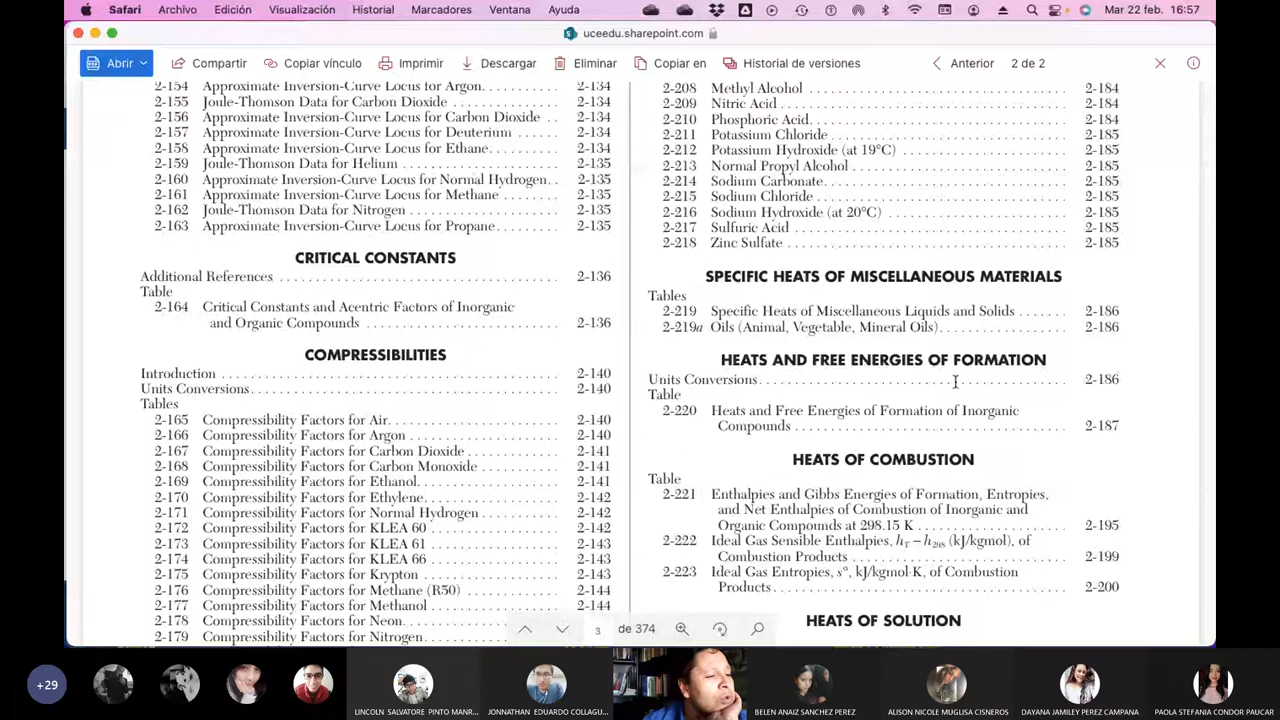 Safari Archivo Edición Visualización Historial Marcadores Ventana Ayuda Mar 22 feb. 16:57
uceedu.sharepoint.com
Abrir Compartir Copiar vínculo Imprimir Descargar Eliminar Copiar en Historial de versiones Anterior 2 de 2
2-154 Approximate Inversion-Curve Locus for Argon. 2-134
2-155 Joule-Thomson Data for Carbon Dioxide 2-134
2-156 Approximate Inversion-Curve Locus for Carbon Dioxide 2-134
2-157 Approximate Inversion-Curve Locus for Deuterium 2-134
2-158 Approximate Inversion-Curve Locus for Ethane. 2-134
2-159 Joule-Thomson Data for Helium 2-135
2-160 Approximate Inversion-Curve Locus for Normal Hydrogen. 2-135
2-161 Approximate Inversion-Curve Locus for Methane 2-135
2-162 Joule-Thomson Data for Nitrogen 2-135
2-163 Approximate Inversion-Curve Locus for Propane. 2-135
CRITICAL CONSTANTS
Additional References 2-136
Table
2-164 Critical Constants and Acentric Factors of Inorganic
and Organic Compounds 2-136
COMPRESSIBILITIES
Introduction 2-140
Units Conversions 2-140
Tables
2-165 Compressibility Factors for Air. 2-140
2-166 Compressibility Factors for Argon 2-140
2-167 Compressibility Factors for Carbon Dioxide 2-141
2-168 Compressibility Factors for Carbon Monoxide 2-141
2-169 Compressibility Factors for Ethanol. 2-141
2-170 Compressibility Factors for Ethylene. 2-142
2-171 Compressibility Factors for Normal Hydrogen 2-142
2-172 Compressibility Factors for KLEA 60 2-142
2-173 Compressibility Factors for KLEA 61 2-143
2-174 Compressibility Factors for KLEA 66 2-143
2-175 Compressibility Factors for Krypton 2-143
2-176 Compressibility Factors for Methane (R50) 2-144
2-177 Compressibility Factors for Methanol 2-144
2-178 Compressibility Factors for Neon.
2-179 Compressibility Factors for Nitrogen.
2-208 Methyl Alcohol 2-184
2-209 Nitric Acid 2-184
2-210 Phosphoric Acid. 2-184
2-211 Potassium Chloride 2-185
2-212 Potassium Hydroxide (at 19°C) 2-185
2-213 Normal Propyl Alcohol 2-185
2-214 Sodium Carbonate. 2-185
2-215 Sodium Chloride 2-185
2-216 Sodium Hydroxide (at 20°C) 2-185
2-217 Sulfuric Acid 2-185
2-218 Zinc Sulfate 2-185
SPECIFIC HEATS OF MISCELLANEOUS MATERIALS
Tables
2-219 Specific Heats of Miscellaneous Liquids and Solids 2-186
2-219a Oils (Animal, Vegetable, Mineral Oils). 2-186
HEATS AND FREE ENERGIES OF FORMATION
Units Conversions 2-186
Table
2-220 Heats and Free Energies of Formation of Inorganic
Compounds 2-187
HEATS OF COMBUSTION
Table
2-221 Enthalpies and Gibbs Energies of Formation, Entropies,
and Net Enthalpies of Combustion of Inorganic and
Organic Compounds at 298.15 K 2-195
2-222 Ideal Gas Sensible Enthalpies, hT − h298 (kJ/kgmol), of
Combustion Products 2-199
2-223 Ideal Gas Entropies, s°, kJ/kgmol·K, of Combustion
Products 2-200
HEATS OF SOLUTION
3 de 374
+29
LINCOLN SALVATORE PINTO MANR...
JONNATHAN EDUARDO COLLAGU...
BELEN ANAIZ SANCHEZ PEREZ
ALISON NICOLE MUGLISA CISNEROS
DAYANA JAMILEY PEREZ CAMPANA
PAOLA STEFANIA CONDOR PAUCAR